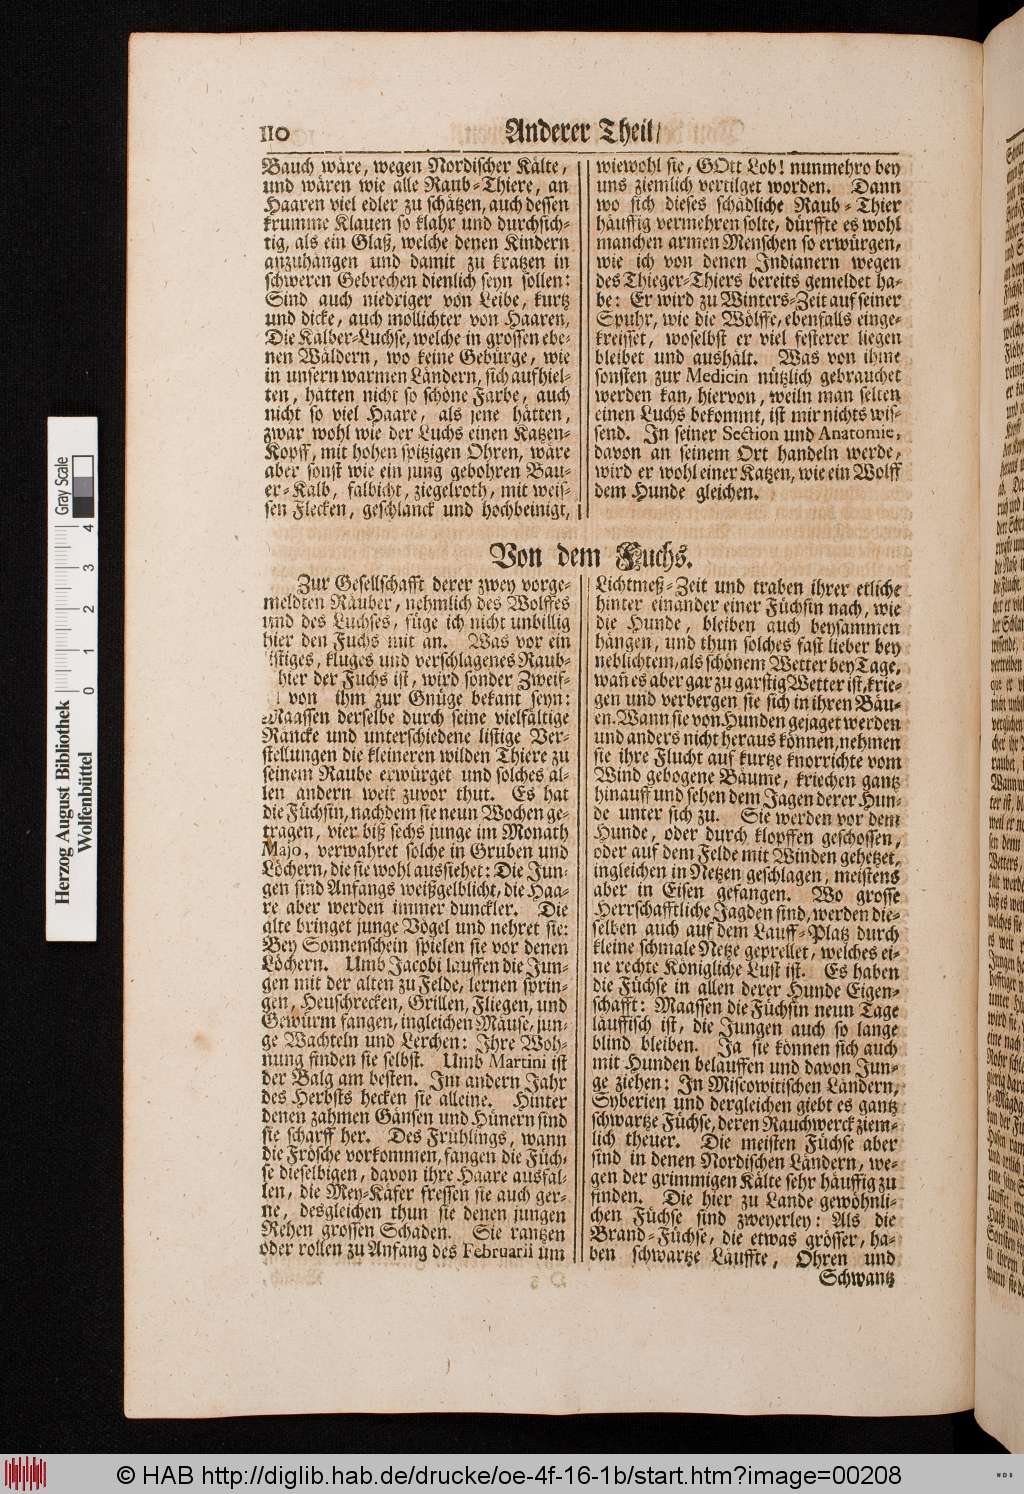 110 Anderer Theil/
Bauch wäre, wegen Nordischer Kälte,
und wären wie alle Raub-Thiere, an
Haaren viel edler zu schätzen, auch dessen
krumme Klauen so klahr und durchsich-
tig, als ein Glaß, welche denen Kindern
anzuhängen und damit zu kratzen in
schweren Gebrechen dienlich seyn sollen:
Sind auch niedriger von Leibe, kurtz
und dicke, auch mollichter von Haaren,
Die Kälber-Luchse, welche in grossen ebe-
nen Wäldern, wo keine Gebürge, wie
in unsern warmen Ländern, sich aufhiel-
ten, hätten nicht so schöne Farbe, auch
nicht so viel Haare, als jene hätten,
zwar wohl wie der Luchs einen Katzen-
Kopff, mit hohen spitzigen Ohren, wäre
aber sonst wie ein jung gebohren Bau-
er-Kalb, falbicht, ziegelroth, mit weis-
sen Flecken, geschlanck und hochbeinigt,
wiewohl sie, GOtt Lob! nunmehro bey
uns ziemlich vertilget worden. Dann
wo sich dieses schädliche Raub-Thier
häuffig vermehren solte, dürffte es wohl
manchen armen Menschen so erwürgen,
wie ich von denen Indianern wegen
des Thieger-Thiers bereits gemeldet ha-
be: Er wird zu Winters-Zeit auf seiner
Spuhr, wie die Wölffe, ebenfalls einge-
kreisset, woselbst er viel festerer liegen
bleibet und aushält. Was von ihme
sonsten zur Medicin nützlich gebrauchet
werden kan, hiervon, weiln man selten
einen Luchs bekommt, ist mir nichts wis-
send. In seiner Section und Anatomie,
davon an seinem Ort handeln werde,
wird er wohl einer Katzen, wie ein Wolff
dem Hunde gleichen.
Von dem Fuchs.
Zur Gesellschafft derer zwey vorge-
meldten Räuber, nehmlich des Wolffes
und des Luchses, füge ich nicht unbillig
hier den Fuchs mit an. Was vor ein
istiges, kluges und verschlagenes Raub-
hier der Fuchs ist, wird sonder Zweif-
von ihm zur Gnüge bekant seyn:
Maassen derselbe durch seine vielfältige
Räncke und unterschiedene listige Ver-
stellungen die kleineren wilden Thiere zu
seinem Raube erwürget und solches al-
len andern weit zuvor thut. Es hat
die Füchsin, nachdem sie neun Wochen ge-
tragen, vier biß sechs junge im Monath
Majo, verwahret solche in Gruben und
Löchern, die sie wohl aussiehet: Die Jun-
gen sind Anfangs weißgelblicht, die Haa-
re aber werden immer dunckler. Die
alte bringet junge Vögel und nehret sie:
Bey Sonnenschein spielen sie vor denen
Löchern. Umb Jacobi lauffen die Jun-
gen mit der alten zu Felde, lernen sprin-
gen, Heuschrecken, Grillen, Fliegen, und
Gewürm fangen, ingleichen Mäuse, jun-
ge Wachteln und Lerchen: Ihre Woh-
nung finden sie selbst. Umb Martini ist
der Balg am besten. Im andern Jahr
des Herbsts hecken sie alleine. Hinter
denen zahmen Gänsen und Hünern sind
sie scharff her. Des Frühlings, wann
die Frösche vorkommen, fangen die Füch-
se dieselbigen, davon ihre Haare ausfal-
len, die Mey-Käfer fressen sie auch ger-
ne, desgleichen thun sie denen jungen
Rehen grossen Schaden. Sie rantzen
oder rollen zu Anfang des Februarii um
Lichtmeß-Zeit und traben ihrer etliche
hinter einander einer Füchsin nach, wie
die Hunde, bleiben auch beysammen
hängen, und thun solches fast lieber bey
neblichtem, als schönem Wetter bey Tage,
wañ es aber gar zu garstig Wetter ist, krie-
gen und verbergen sie sich in ihren Bäu-
en. Wann sie von Hunden gejaget werden
und anders nicht heraus können, nehmen
sie ihre Flucht auf kurtze knorrichte vom
Wind gebogene Bäume, kriechen gantz
hinauff und sehen dem Jagen derer Hun-
de unter sich zu. Sie werden vor dem
Hunde, oder durch klopffen geschossen,
oder auf dem Felde mit Winden gehetzet,
ingleichen in Netzen geschlagen, meistens
aber in Eisen gefangen. Wo grosse
Herrschafftliche Jagden sind, werden die-
selben auch auf dem Lauff-Platz durch
kleine schmale Netze geprellet, welches ei-
ne rechte Königliche Lust ist. Es haben
die Füchse in allen derer Hunde Eigen-
schafft: Maassen die Füchsin neun Tage
läuffisch ist, die Jungen auch so lange
blind bleiben. Ja sie können sich auch
mit Hunden belauffen und davon Jun-
ge ziehen: In Miscowitischen Ländern,
Syberien und dergleichen giebt es gantz
schwartze Füchse, deren Rauchwerck ziem-
lich theuer. Die meisten Füchse aber
sind in denen Nordischen Ländern, we-
gen der grimmigen Kälte sehr häuffig zu
finden. Die hier zu Lande gewöhnli-
chen Füchse sind zweyerley: Als die
Brand-Füchse, die etwas grösser, ha-
ben schwartze Läuffte, Ohren und
Schwantz
Herzog August Bibliothek
Wolfenbüttel
Gray Scale
0 1 2 3 4
© HAB http://diglib.hab.de/drucke/oe-4f-16-1b/start.htm?image=00208